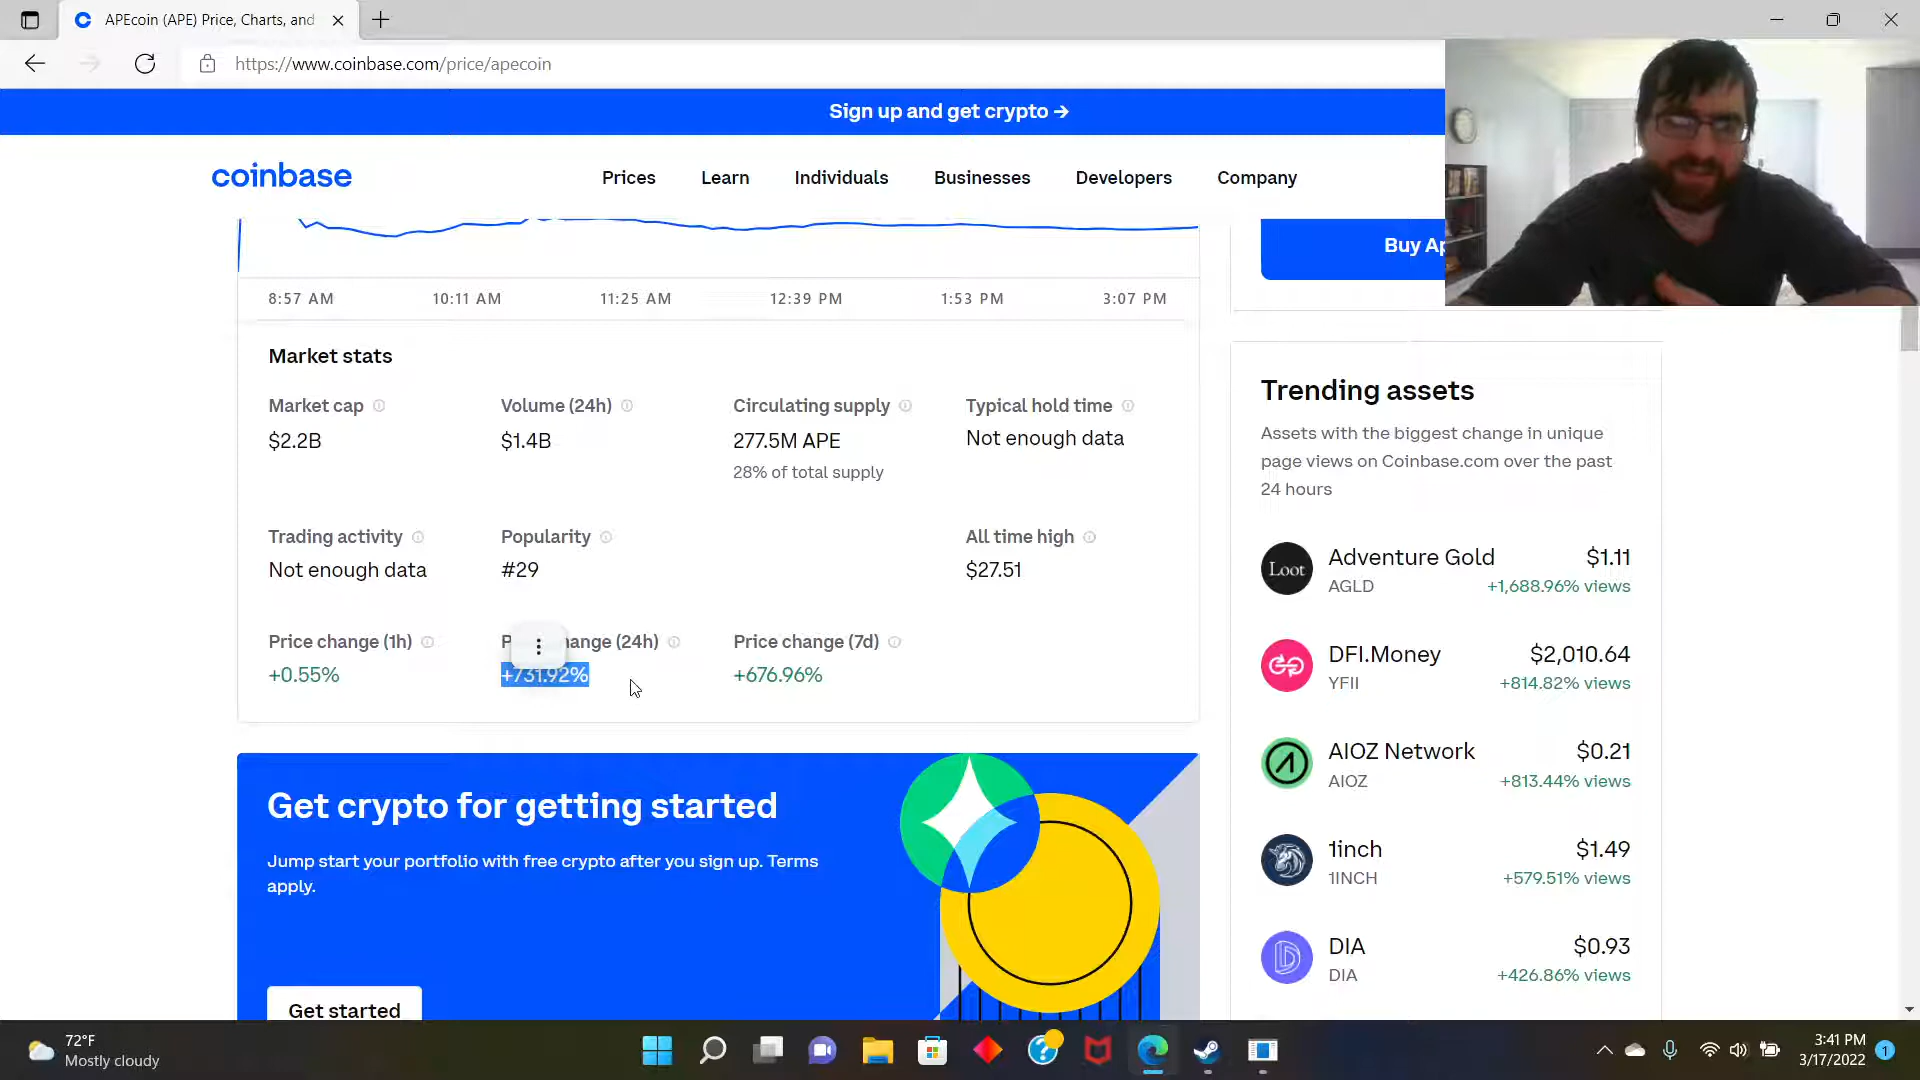 APEcoin (APE) Price, Charts, and
https://www.coinbase.com/price/apecoin
Sign up and get crypto →
coinbase
Prices
Learn
Individuals
Businesses
Developers
Company
Buy Ap
8:57 AM
10:11 AM
11:25 AM
12:39 PM
1:53 PM
3:07 PM
Market stats
Market cap
$2.2B
Volume (24h)
$1.4B
Circulating supply
277.5M APE
28% of total supply
Typical hold time
Not enough data
Trading activity
Not enough data
Popularity
#29
All time high
$27.51
Price change (1h)
+0.55%
P hange (24h)
+731.92%
Price change (7d)
+676.96%
Get crypto for getting started
Jump start your portfolio with free crypto after you sign up. Terms
apply.
Get started
Trending assets
Assets with the biggest change in unique
page views on Coinbase.com over the past
24 hours
Loot
Adventure Gold
$1.11
AGLD
+1,688.96% views
DFI.Money
$2,010.64
YFII
+814.82% views
AIOZ Network
$0.21
AIOZ
+813.44% views
1inch
$1.49
1INCH
+579.51% views
DIA
$0.93
DIA
+426.86% views
72°F
Mostly cloudy
3:41 PM
3/17/2022
1